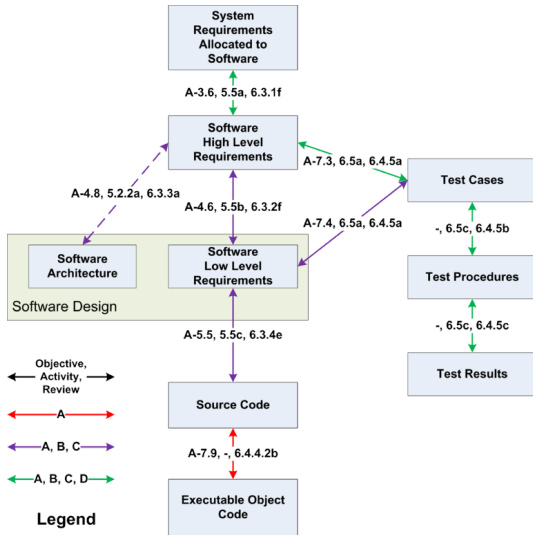 System
Requirements
Allocated to
Software
A-3.6, 5.5a, 6.3.1f
Software
High Level
Requirements
A-7.3, 6.5a, 6.4.5a
Test Cases
A-4.8, 5.2.2a, 6.3.3a
A-4.6, 5.5b, 6.3.2f
A-7.4, 6.5a, 6.4.5a
-, 6.5c, 6.4.5b
Software
Architecture
Software
Low Level
Requirements
Test Procedures
Software Design
-, 6.5c, 6.4.5c
A-5.5, 5.5c, 6.3.4e
Test Results
Objective,
Activity,
Review
Source Code
A
A, B, C
A-7.9, -, 6.4.4.2b
A, B, C, D
Executable Object
Code
Legend